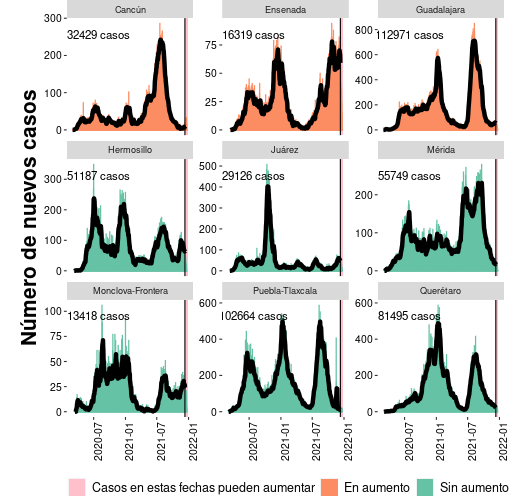 Cancún
Ensenada
Guadalajara
300
200
100
0
32429 casos
75
50
25
0
16319 casos
800
600
400
200
0
112971 casos
Hermosillo
Juárez
Mérida
300
200
100
0
51187 casos
500
400
300
200
100
0
29126 casos
200
100
0
55749 casos
Monclova-Frontera
Puebla-Tlaxcala
Querétaro
100
75
50
25
0
13418 casos
600
400
200
0
102664 casos
600
400
200
0
81495 casos
2020-07
2021-01
2021-07
2022-01
2020-07
2021-01
2021-07
2022-01
2020-07
2021-01
2021-07
2022-01
Número de nuevos casos
Casos en estas fechas pueden aumentar
En aumento
Sin aumento